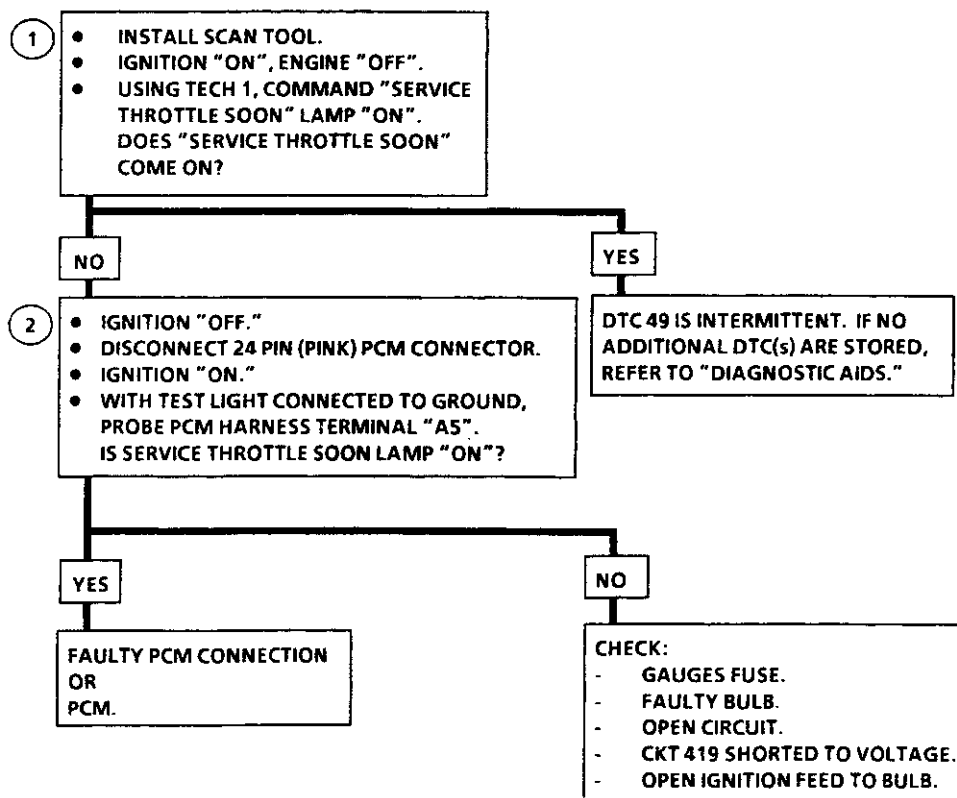 1
• INSTALL SCAN TOOL.
• IGNITION "ON", ENGINE "OFF".
• USING TECH 1, COMMAND "SERVICE
THROTTLE SOON" LAMP "ON".
DOES "SERVICE THROTTLE SOON"
COME ON?
NO
YES
2
• IGNITION "OFF."
• DISCONNECT 24 PIN (PINK) PCM CONNECTOR.
• IGNITION "ON."
• WITH TEST LIGHT CONNECTED TO GROUND,
PROBE PCM HARNESS TERMINAL "A5".
IS SERVICE THROTTLE SOON LAMP "ON"?
DTC 49 IS INTERMITTENT. IF NO
ADDITIONAL DTC(s) ARE STORED,
REFER TO "DIAGNOSTIC AIDS."
YES
NO
FAULTY PCM CONNECTION
OR
PCM.
CHECK:
- GAUGES FUSE.
- FAULTY BULB.
- OPEN CIRCUIT.
- CKT 419 SHORTED TO VOLTAGE.
- OPEN IGNITION FEED TO BULB.